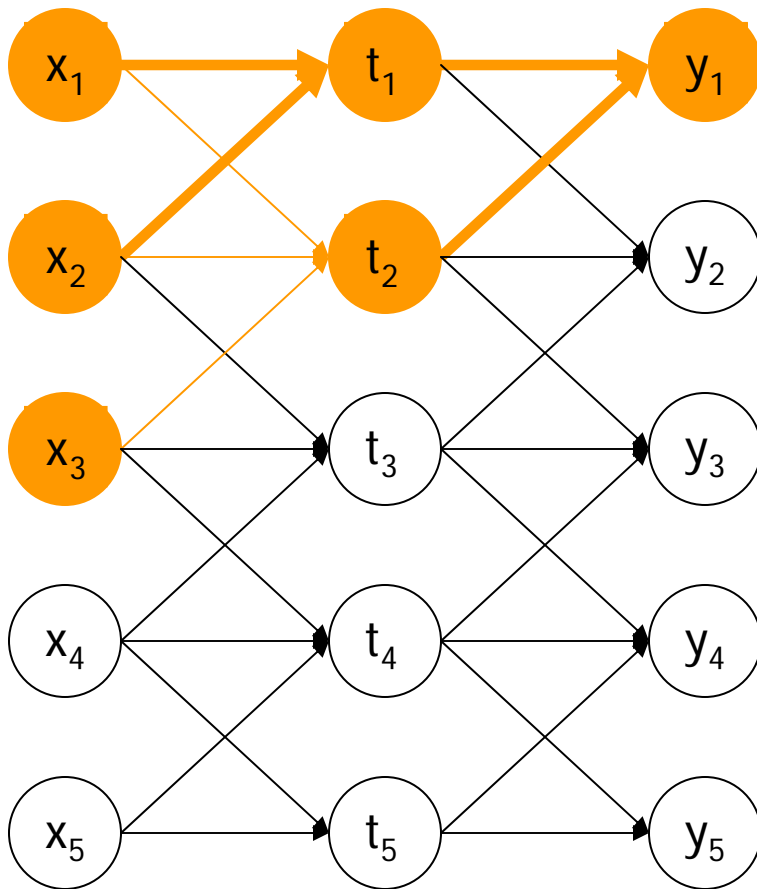 x₁ t₁ y₁
x₂ t₂ y₂
x₃ t₃ y₃
x₄ t₄ y₄
x₅ t₅ y₅